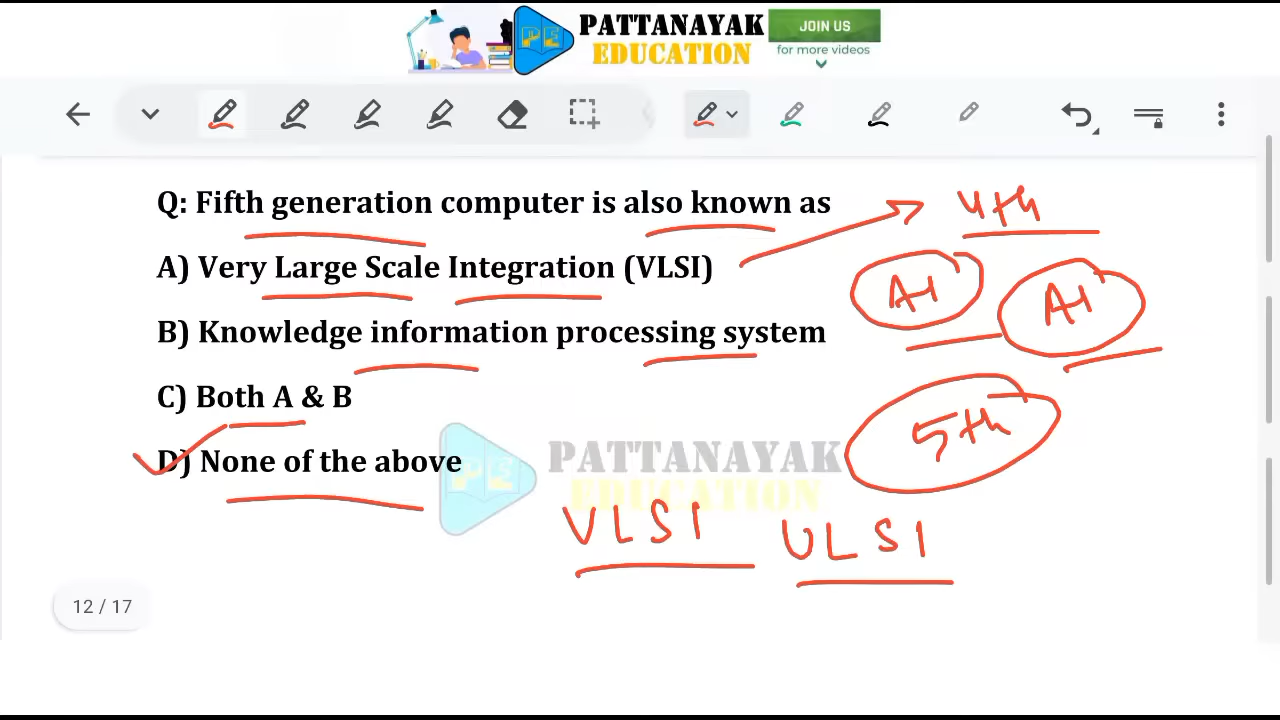 PATTANAYAK
EDUCATION
PE
JOIN US
for more videos
Q: Fifth generation computer is also known as
4th
A) Very Large Scale Integration (VLSI)
AI
AI
B) Knowledge information processing system
C) Both A & B
5th
D) None of the above
PE
PATTANAYAK
EDUCATION
VLSI
ULSI
12 / 17